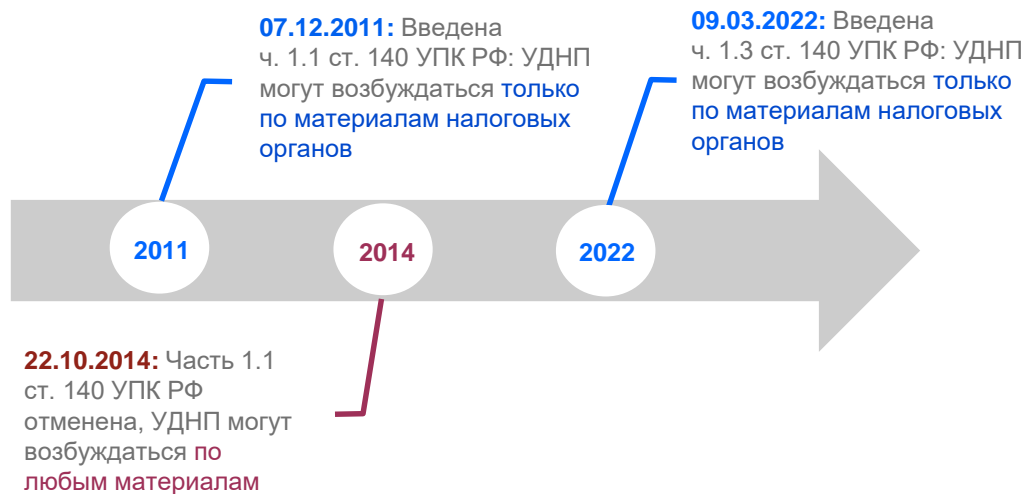 07.12.2011: Введена
ч. 1.1 ст. 140 УПК РФ: УДНП
могут возбуждаться только
по материалам налоговых
органов
09.03.2022: Введена
ч. 1.3 ст. 140 УПК РФ: УДНП
могут возбуждаться только
по материалам налоговых
органов
2011
2014
2022
22.10.2014: Часть 1.1
ст. 140 УПК РФ
отменена, УДНП могут
возбуждаться по
любым материалам